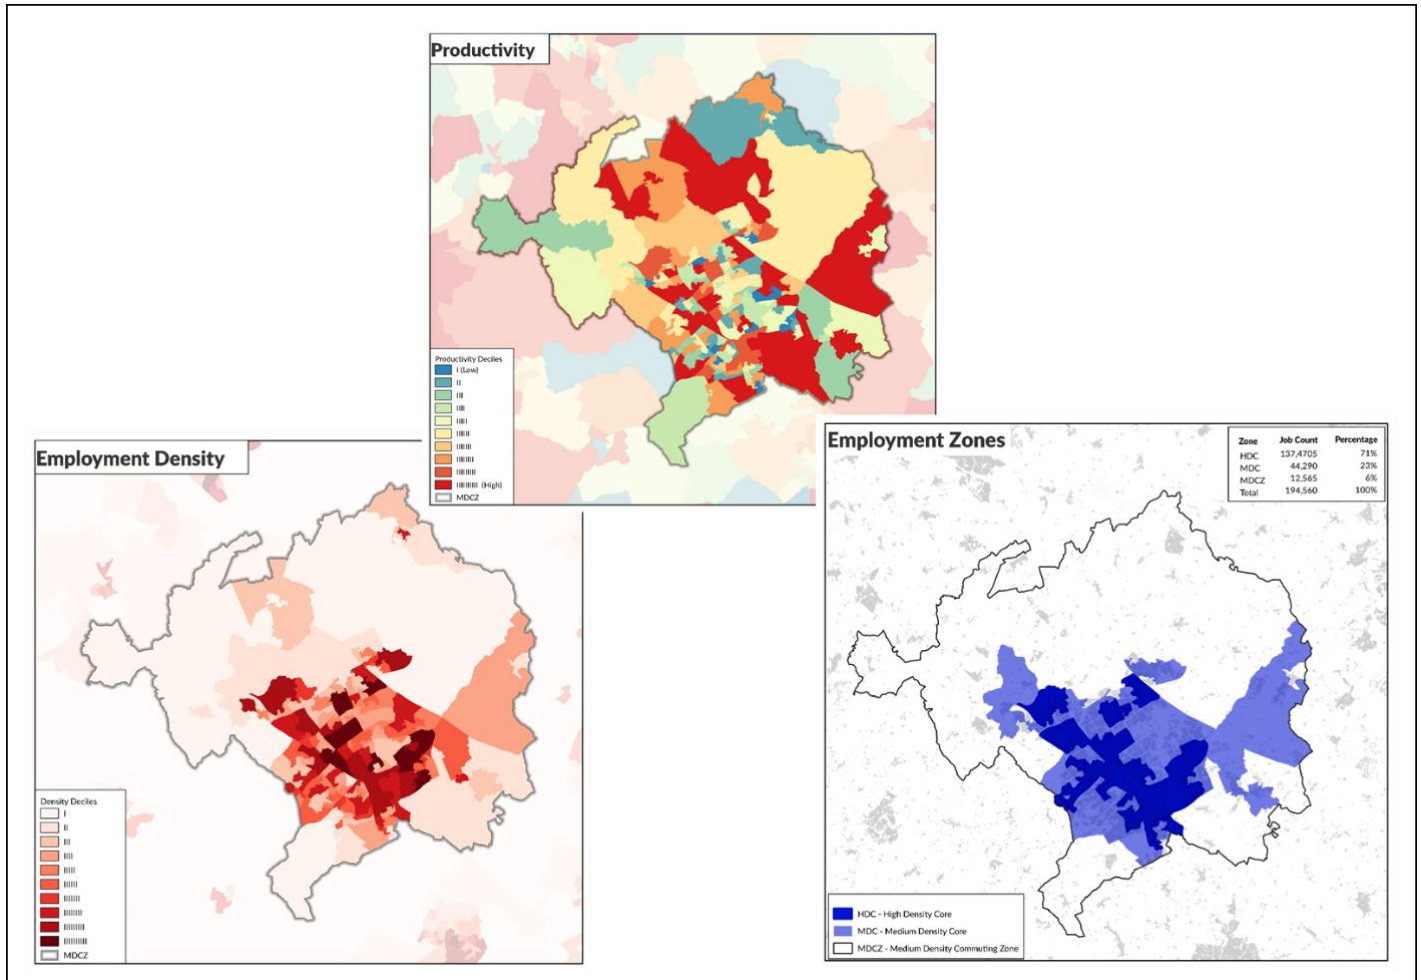 Productivity
Productivity Deciles
I (Low)
II
III
IIII
IIIII
IIIIII
IIIIIII
IIIIIIII
IIIIIIIII
IIIIIIIIII (High)
MDCZ
Employment Density
Density Deciles
I
II
III
IIII
IIIII
IIIIII
IIIIIII
IIIIIIII
IIIIIIIII
IIIIIIIIII
MDCZ
Employment Zones
Zone Job Count Percentage
HDC 137,4705 71%
MDC 44,290 23%
MDCZ 12,565 6%
Total 194,560 100%
HDC - High Density Core
MDC - Medium Density Core
MDCZ - Medium Density Commuting Zone